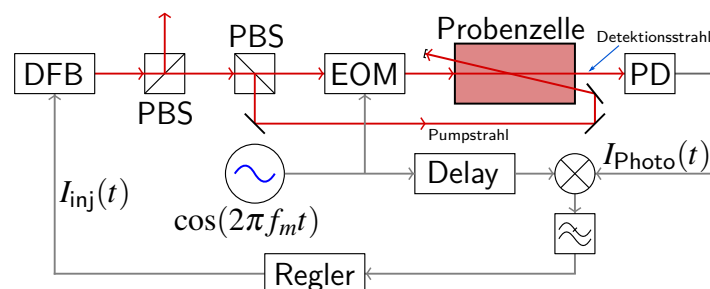 PBS
Probenzelle
Detektionsstrahl
DFB
EOM
PD
PBS
Pumpstrahl
I_inj(t)
Delay
I_Photo(t)
cos(2πf_m t)
Regler